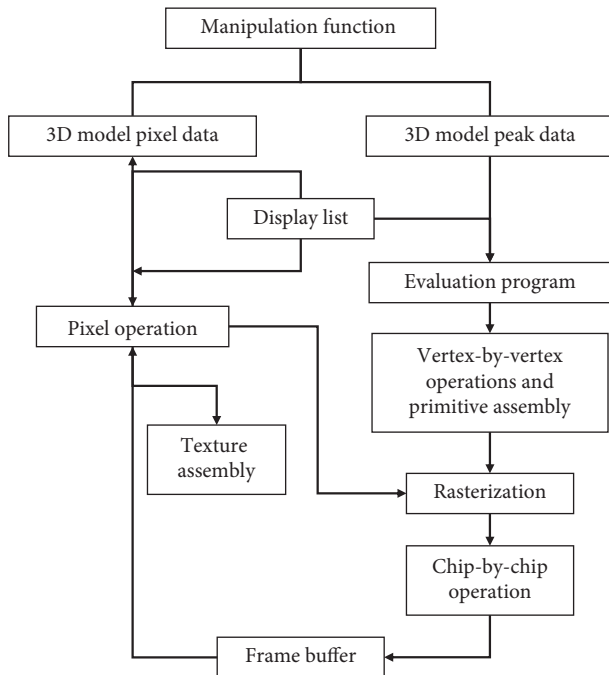 Manipulation function
3D model pixel data
3D model peak data
Display list
Evaluation program
Pixel operation
Vertex-by-vertex
operations and
primitive assembly
Texture
assembly
Rasterization
Chip-by-chip
operation
Frame buffer